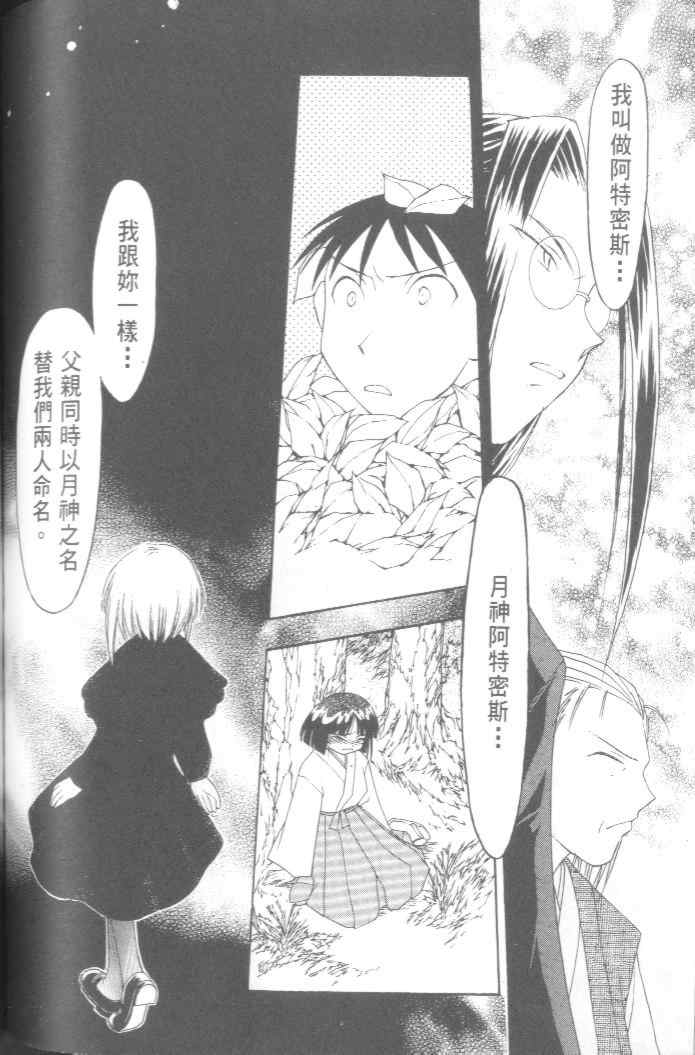 我叫做阿特密斯…
月神阿特密斯…
我跟妳一樣…
父親同時以月神之名
替我們兩人命名。